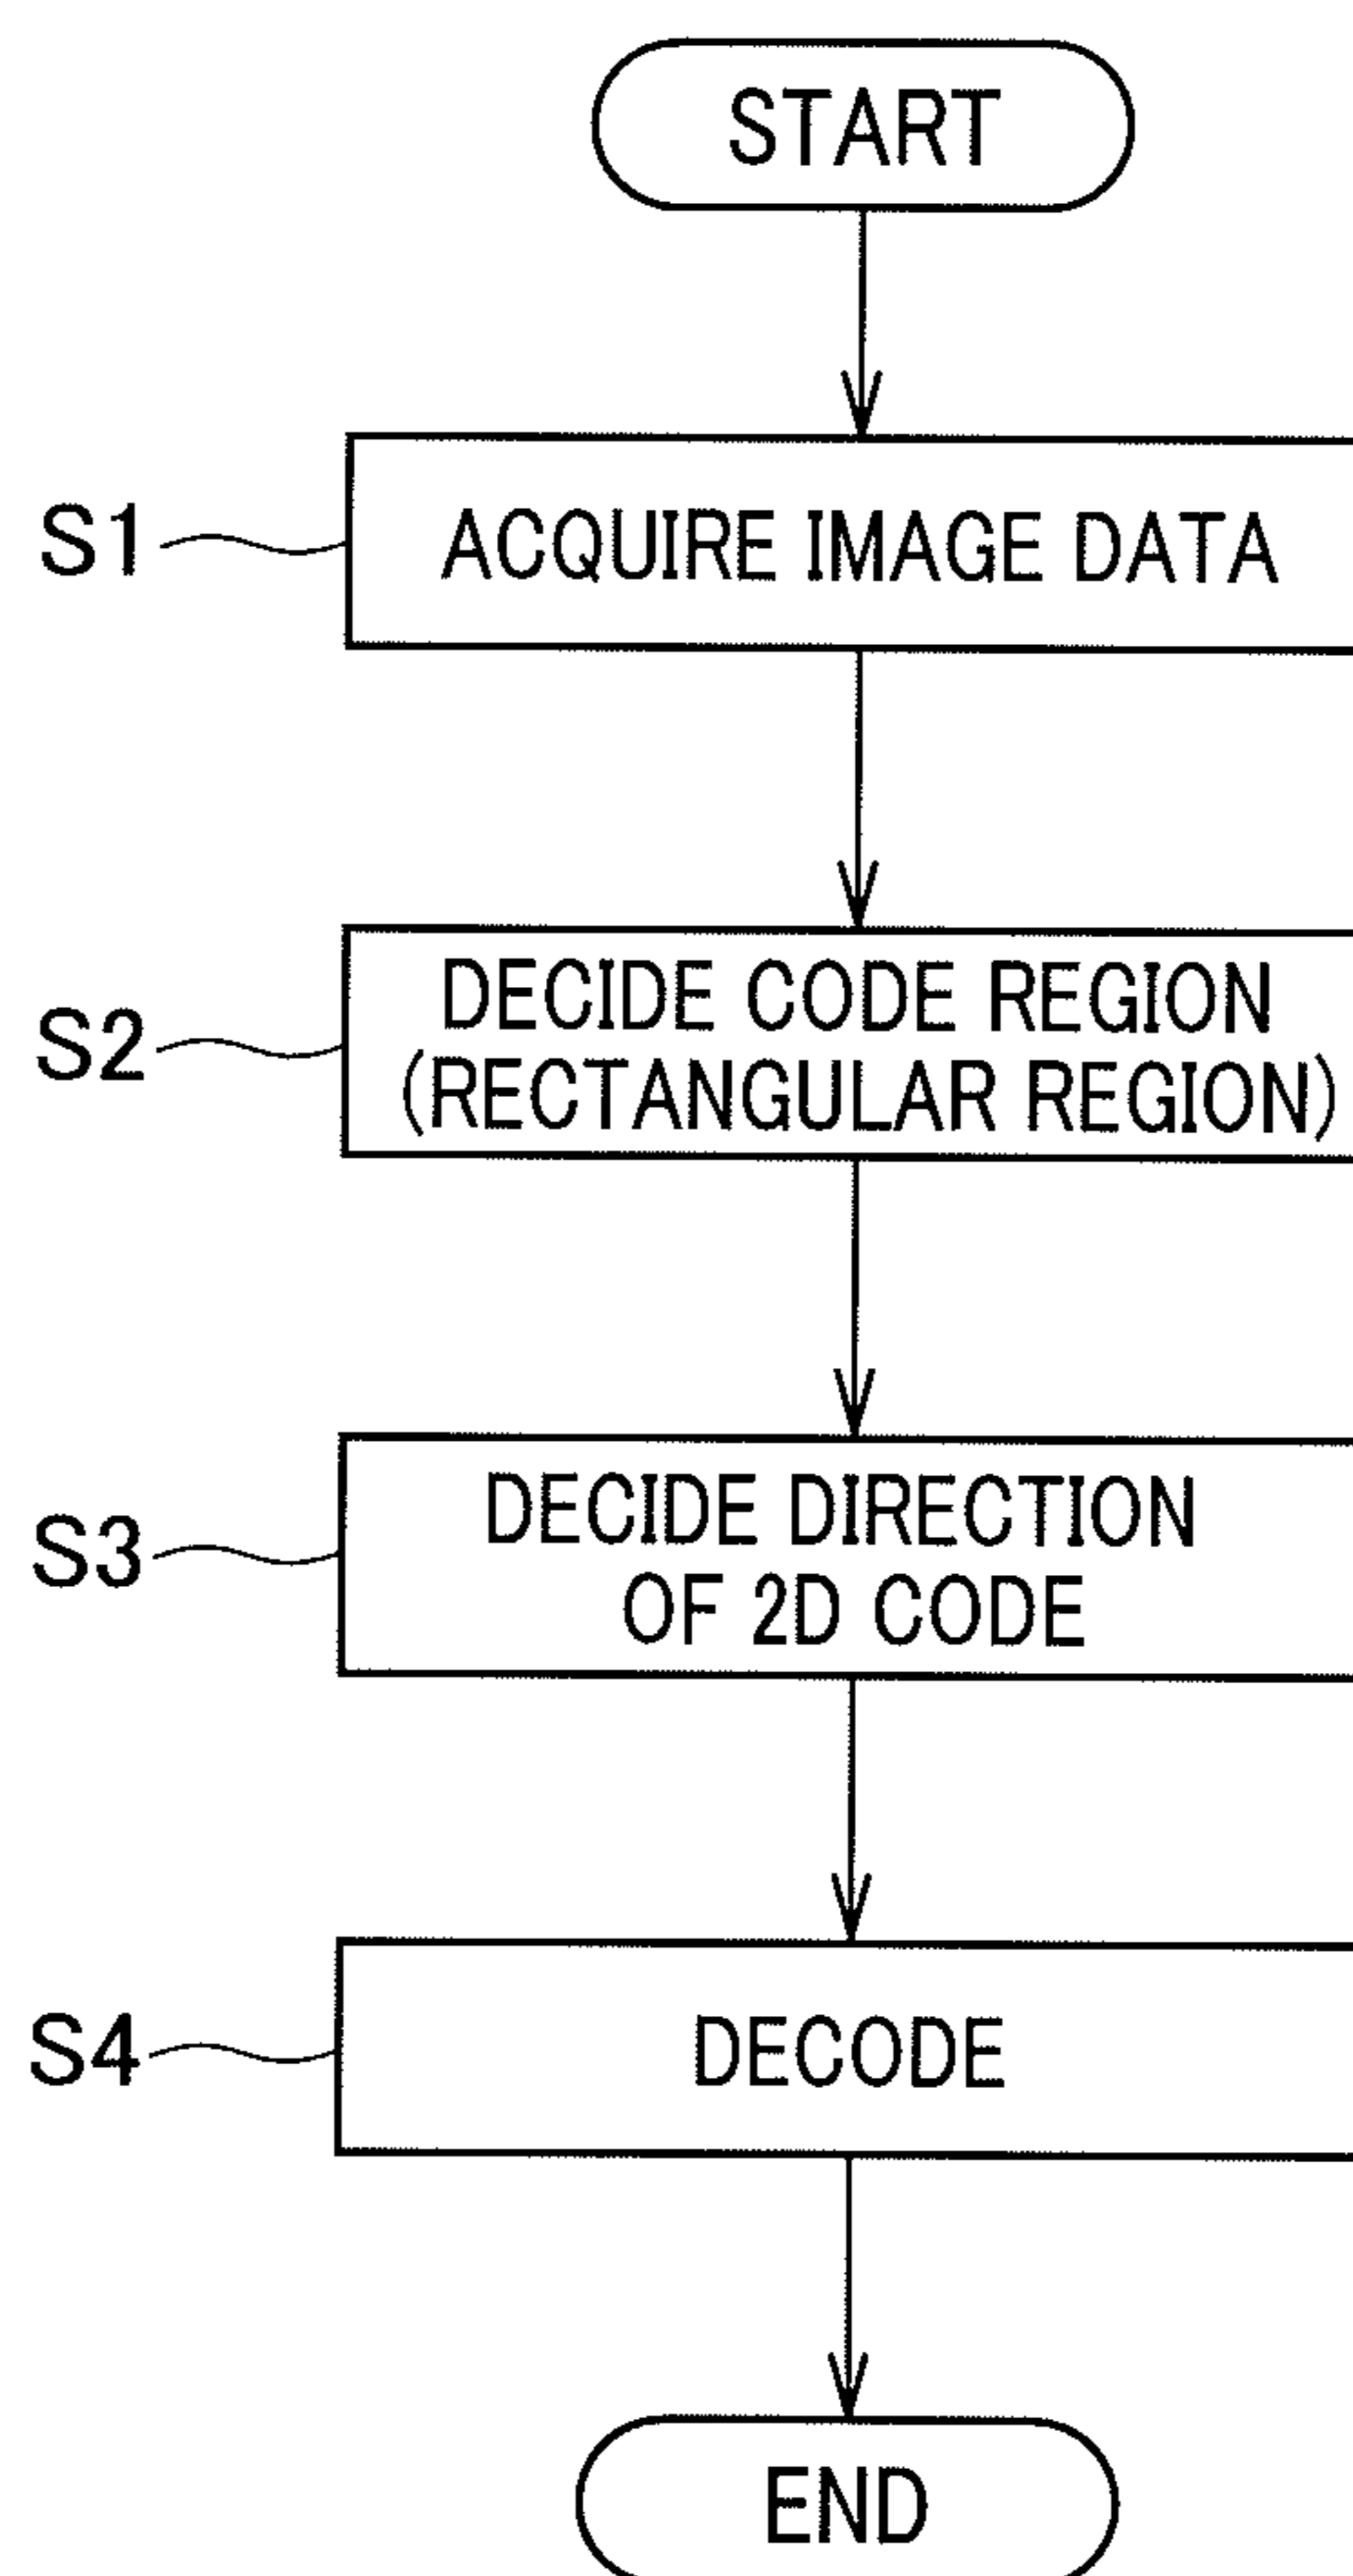 START
S1
ACQUIRE IMAGE DATA
S2
DECIDE CODE REGION
(RECTANGULAR REGION)
S3
DECIDE DIRECTION
OF 2D CODE
S4
DECODE
END